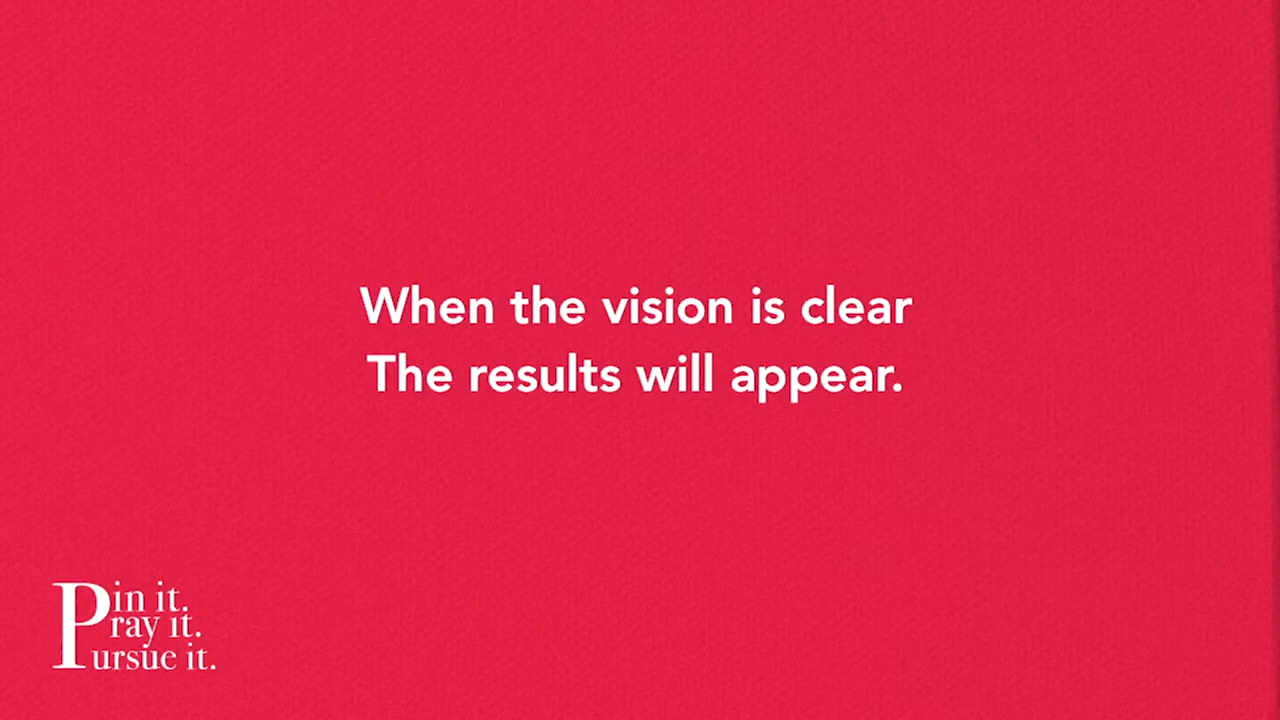 When the vision is clear
The results will appear.
Pin it.
Pray it.
Pursue it.